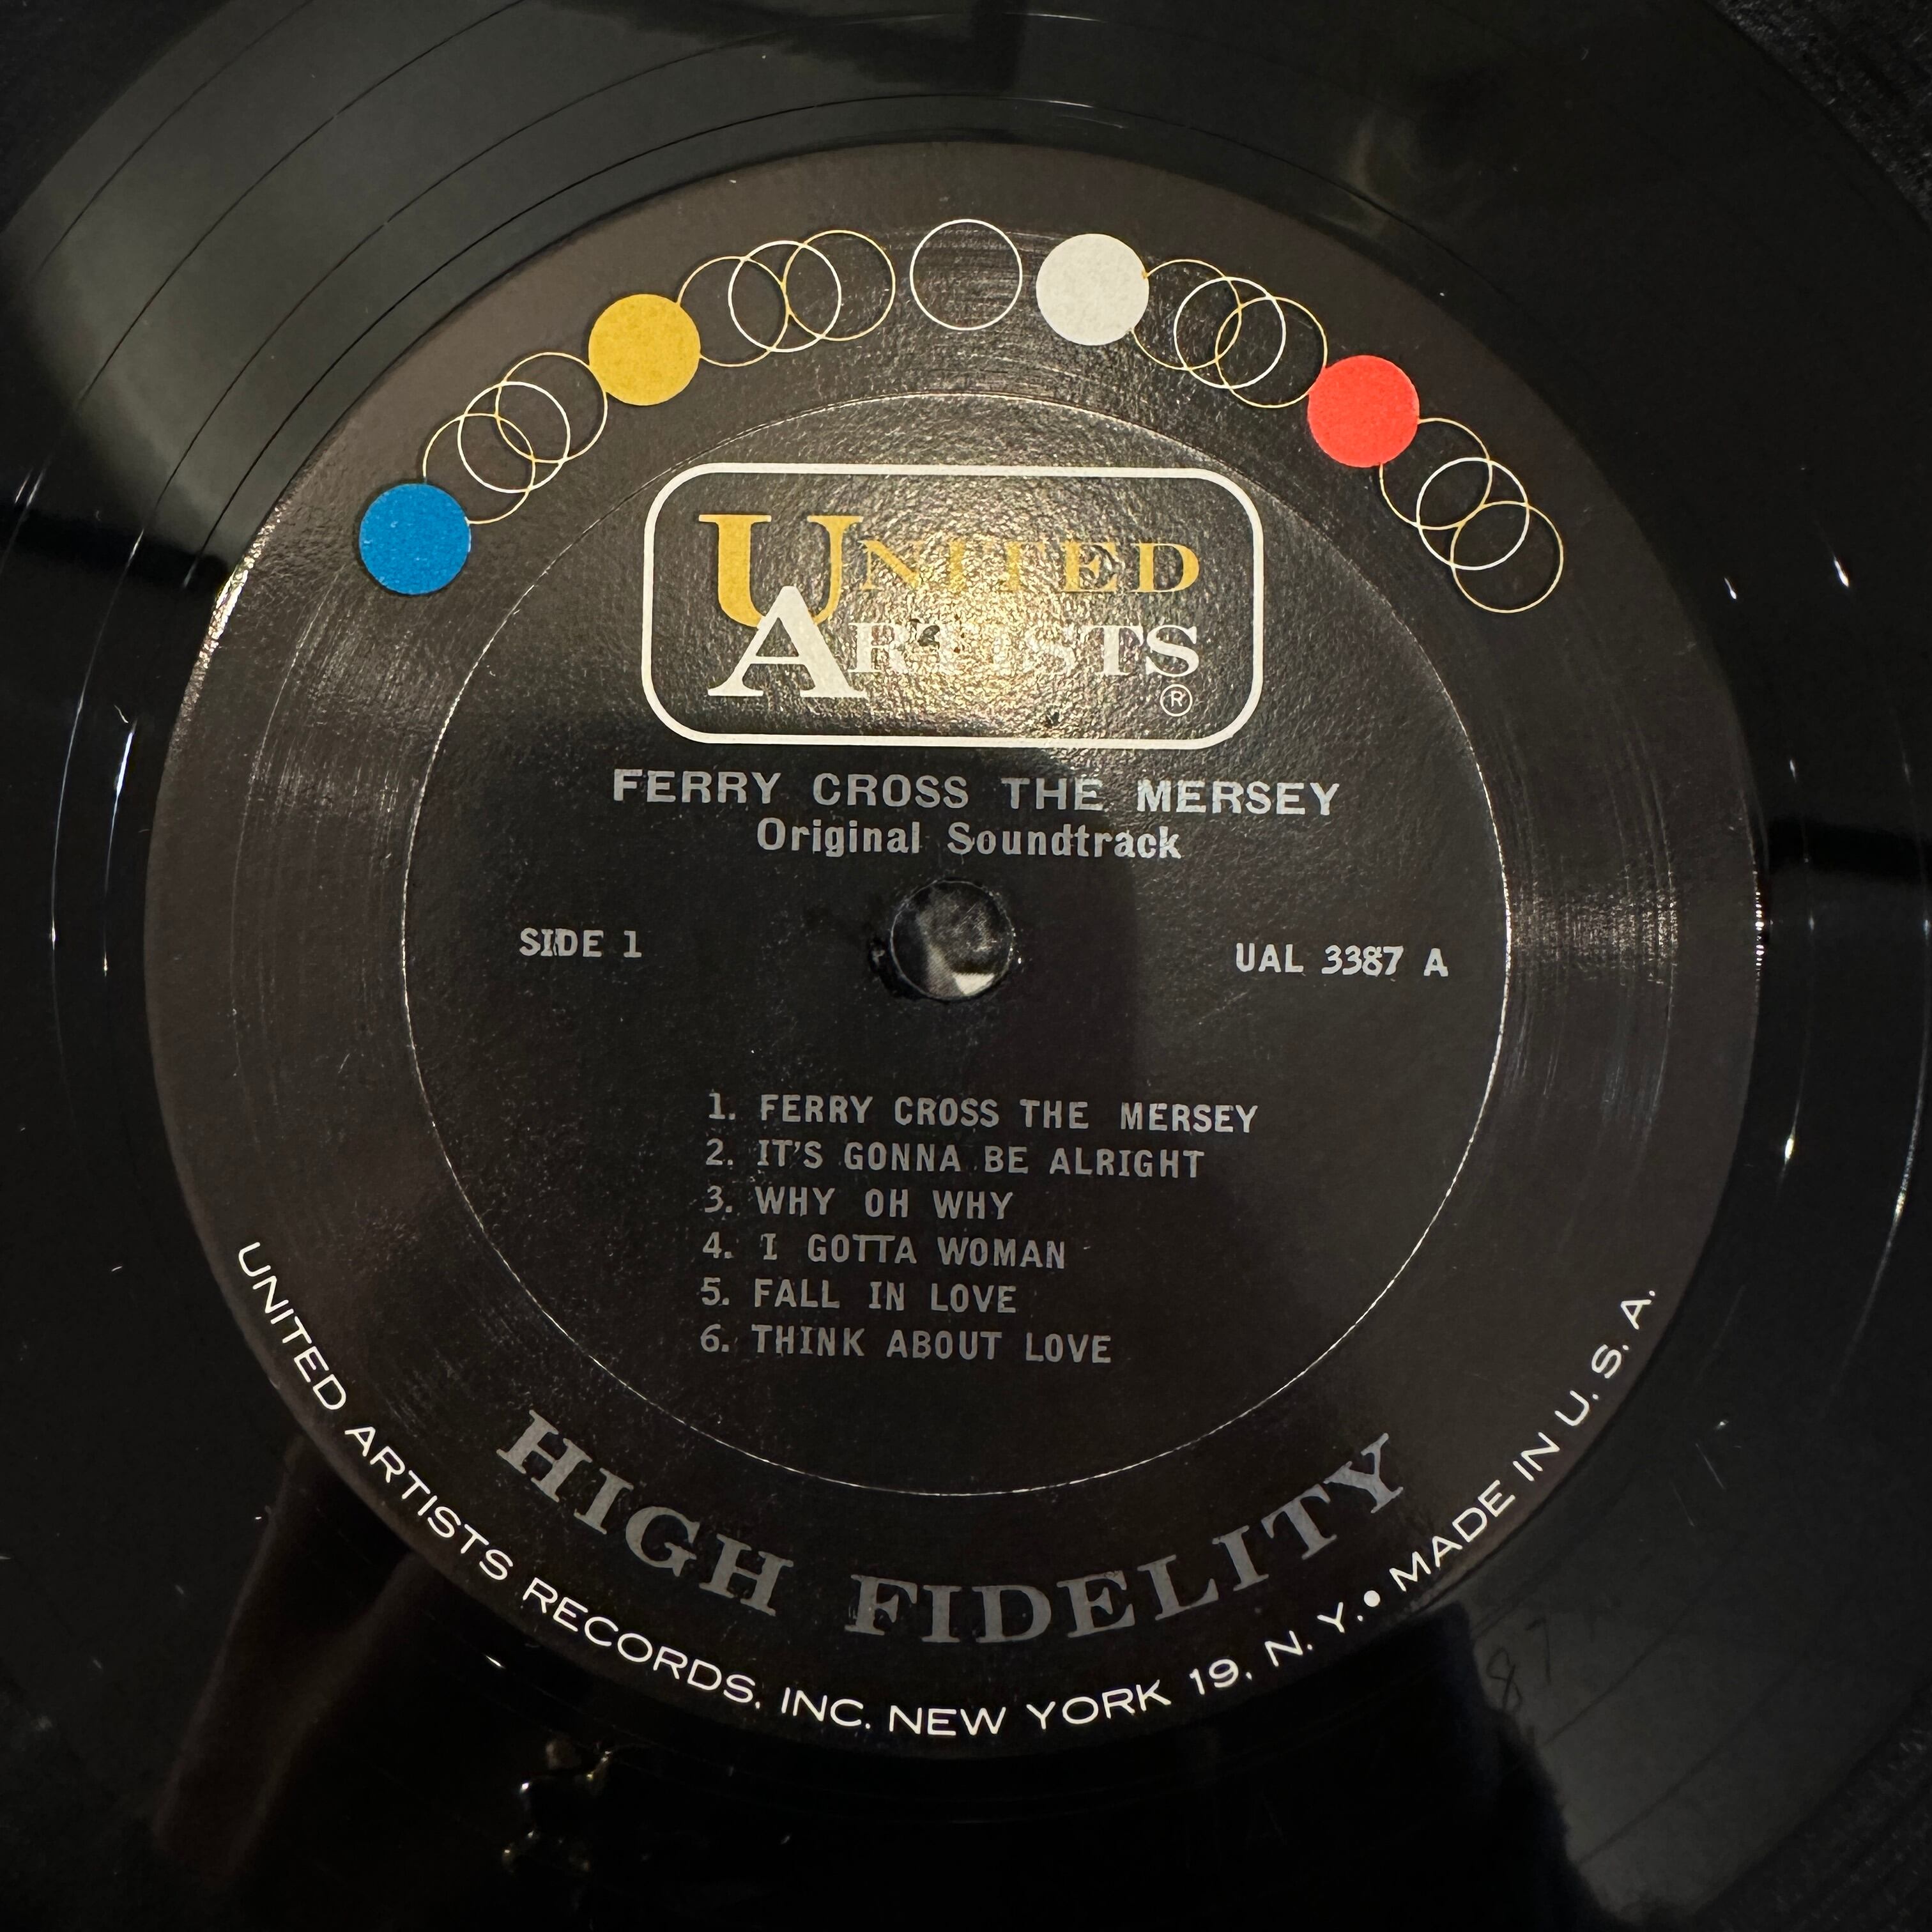 UNITED
ARTISTS
®
FERRY CROSS THE MERSEY
Original Soundtrack
SIDE 1
UAL 3387 A
1. FERRY CROSS THE MERSEY
2. IT'S GONNA BE ALRIGHT
3. WHY OH WHY
4. I GOTTA WOMAN
5. FALL IN LOVE
6. THINK ABOUT LOVE
HIGH FIDELITY
UNITED ARTISTS RECORDS, INC. NEW YORK 19, N. Y. • MADE IN U. S. A.